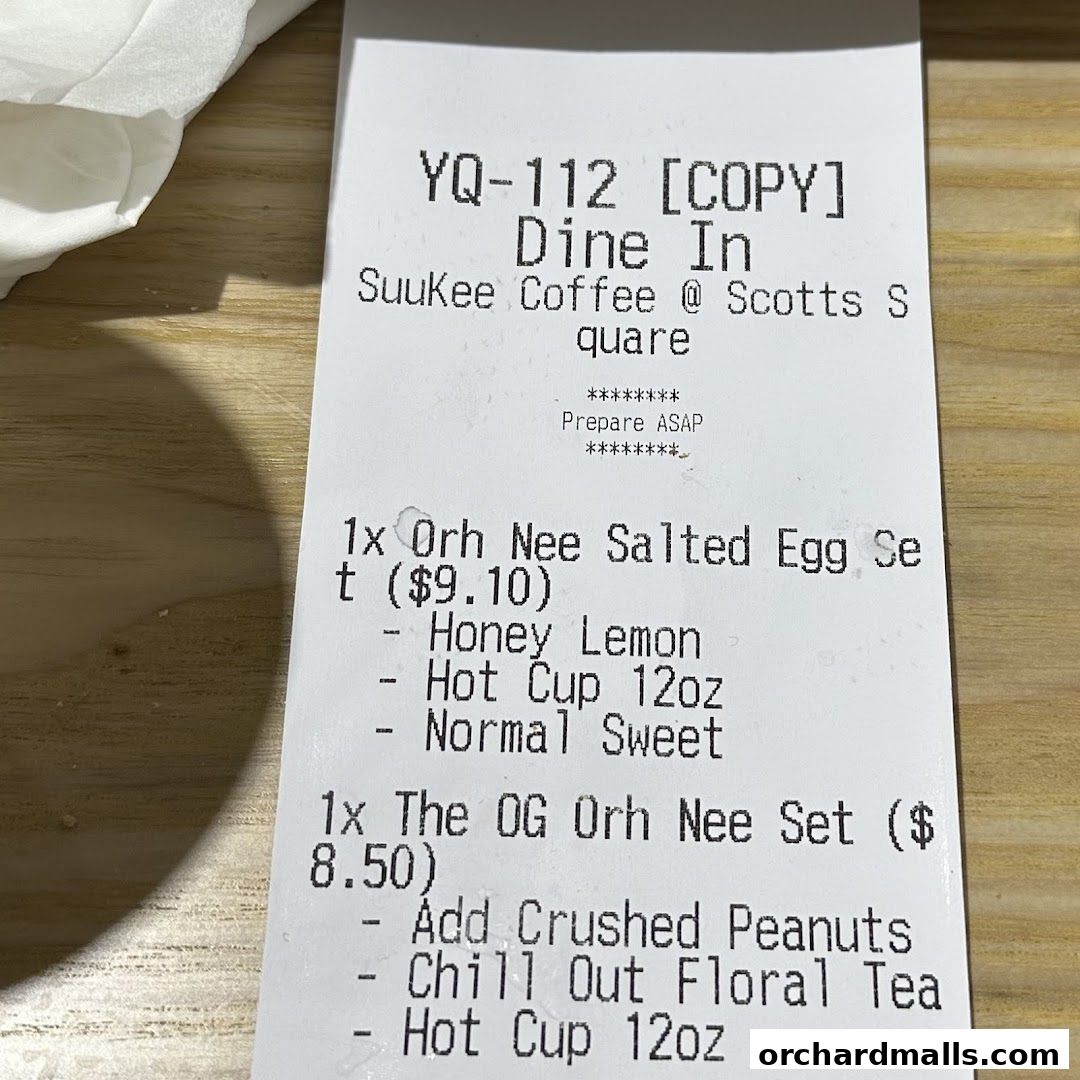 YQ-112 [COPY]
Dine In
SuuKee Coffee @ Scotts S
quare
********
Prepare ASAP
********
1x Orh Nee Salted Egg Se
t ($9.10)
- Honey Lemon
- Hot Cup 12oz
- Normal Sweet
1x The OG Orh Nee Set ($
8.50)
- Add Crushed Peanuts
- Chill Out Floral Tea
- Hot Cup 12oz
orchardmalls.com